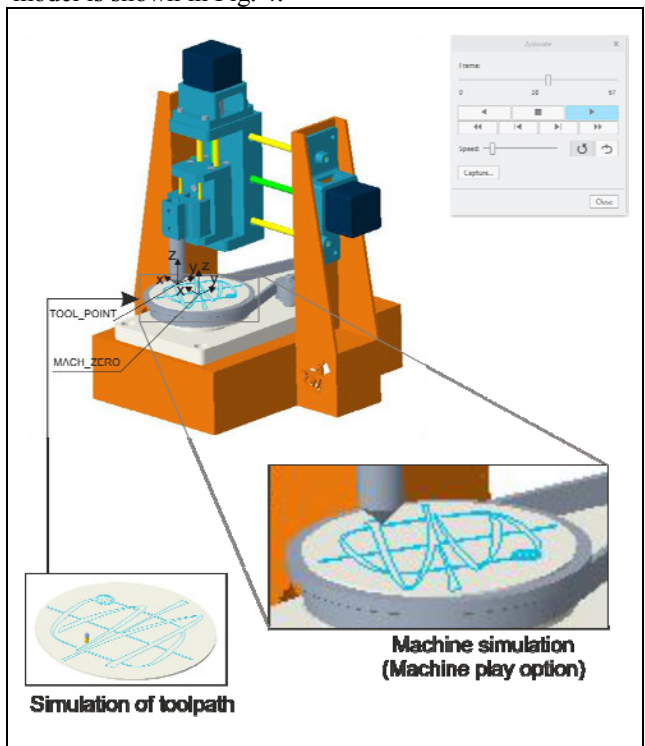 model is shown in Fig. 4.
Animate
Frame:
0 38 67
Speed:
Capture...
Close
z
z
x y
x y
TOOL_POINT
MACH_ZERO
Machine simulation
(Machine play option)
Simulation of toolpath